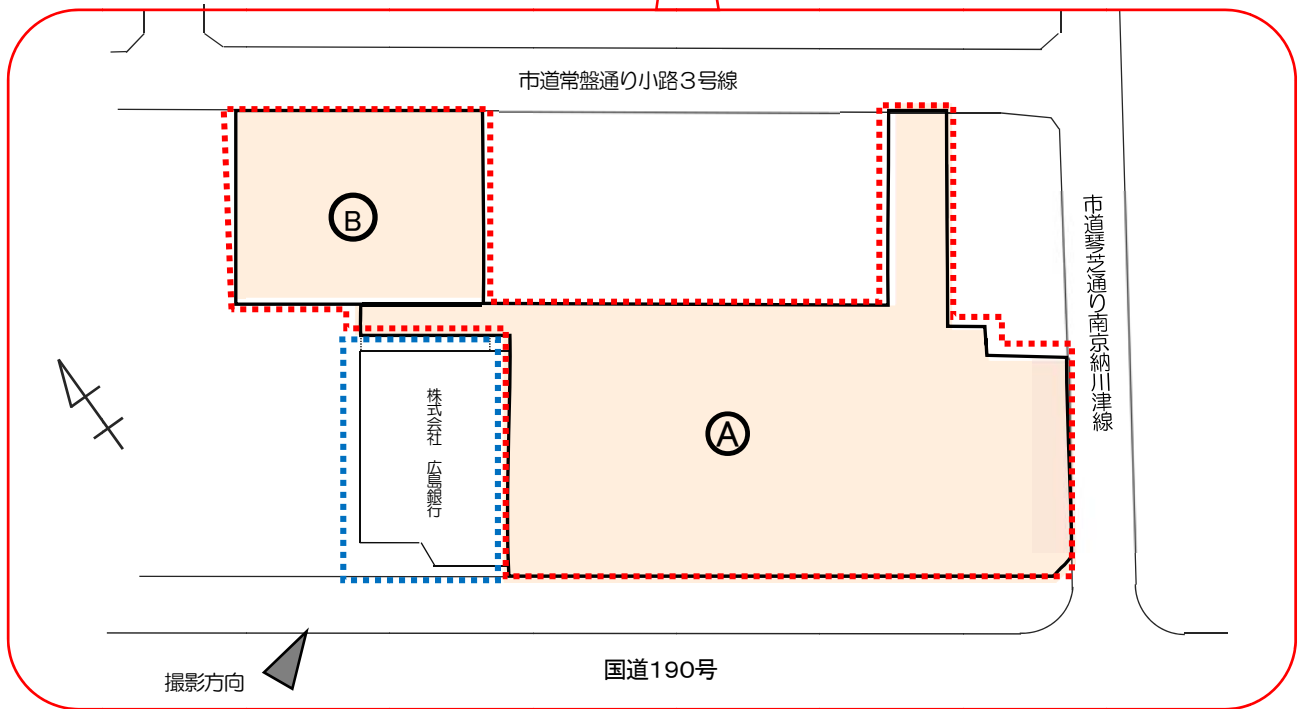 市道常盤通り小路3号線
B
市道琴芝通り南京納川津線
株式会社 広島銀行
A
国道190号
撮影方向